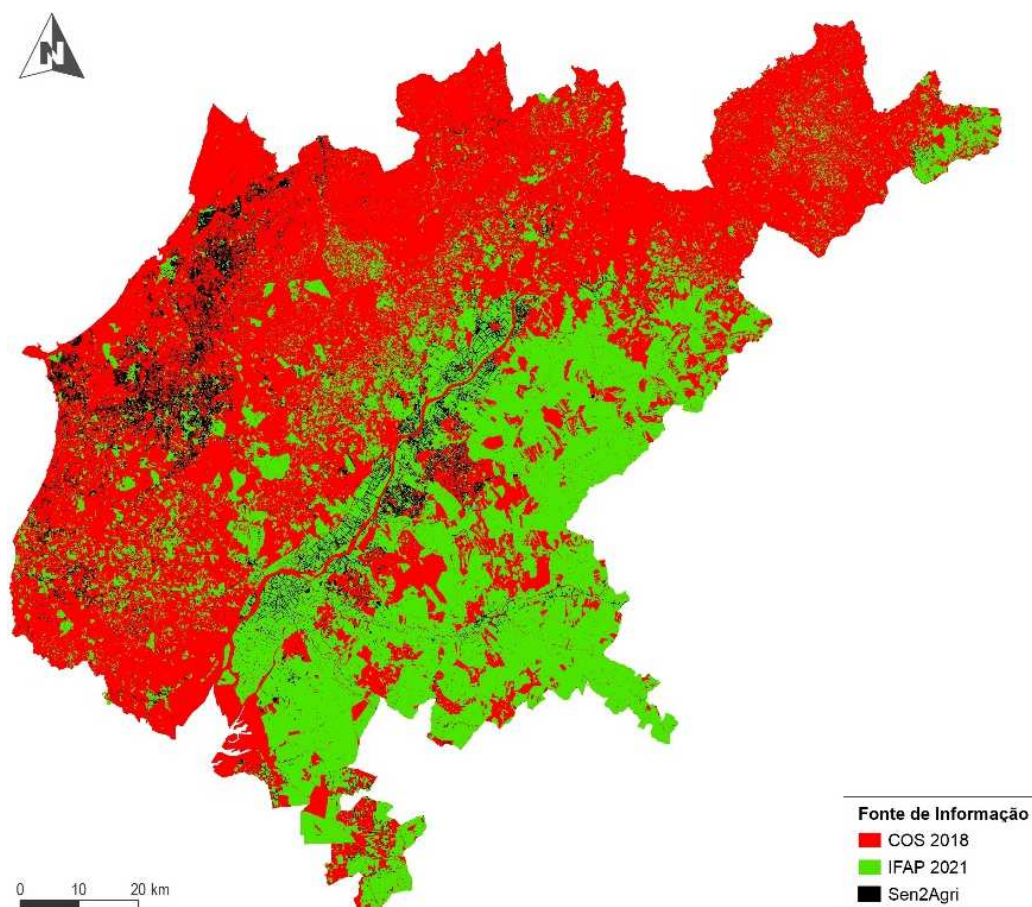 N
0 10 20 km
Fonte de Informação
COS 2018
IFAP 2021
Sen2Agri